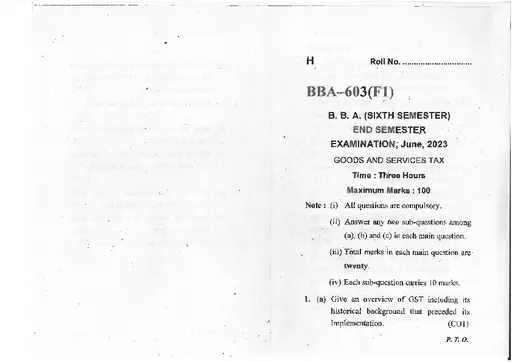 H Roll No. ..............................
BBA–603(F1)
B. B. A. (SIXTH SEMESTER)
END SEMESTER
EXAMINATION, June, 2023
GOODS AND SERVICES TAX
Time : Three Hours
Maximum Marks : 100
Note : (i) All questions are compulsory.
(ii) Answer any two sub-questions among
(a), (b) and (c) in each main question.
(iii) Total marks in each main question are
twenty.
(iv) Each sub-question carries 10 marks.
1. (a) Give an overview of GST including its
historical background that preceded its
Implementation. (CO1)
P. T. O.